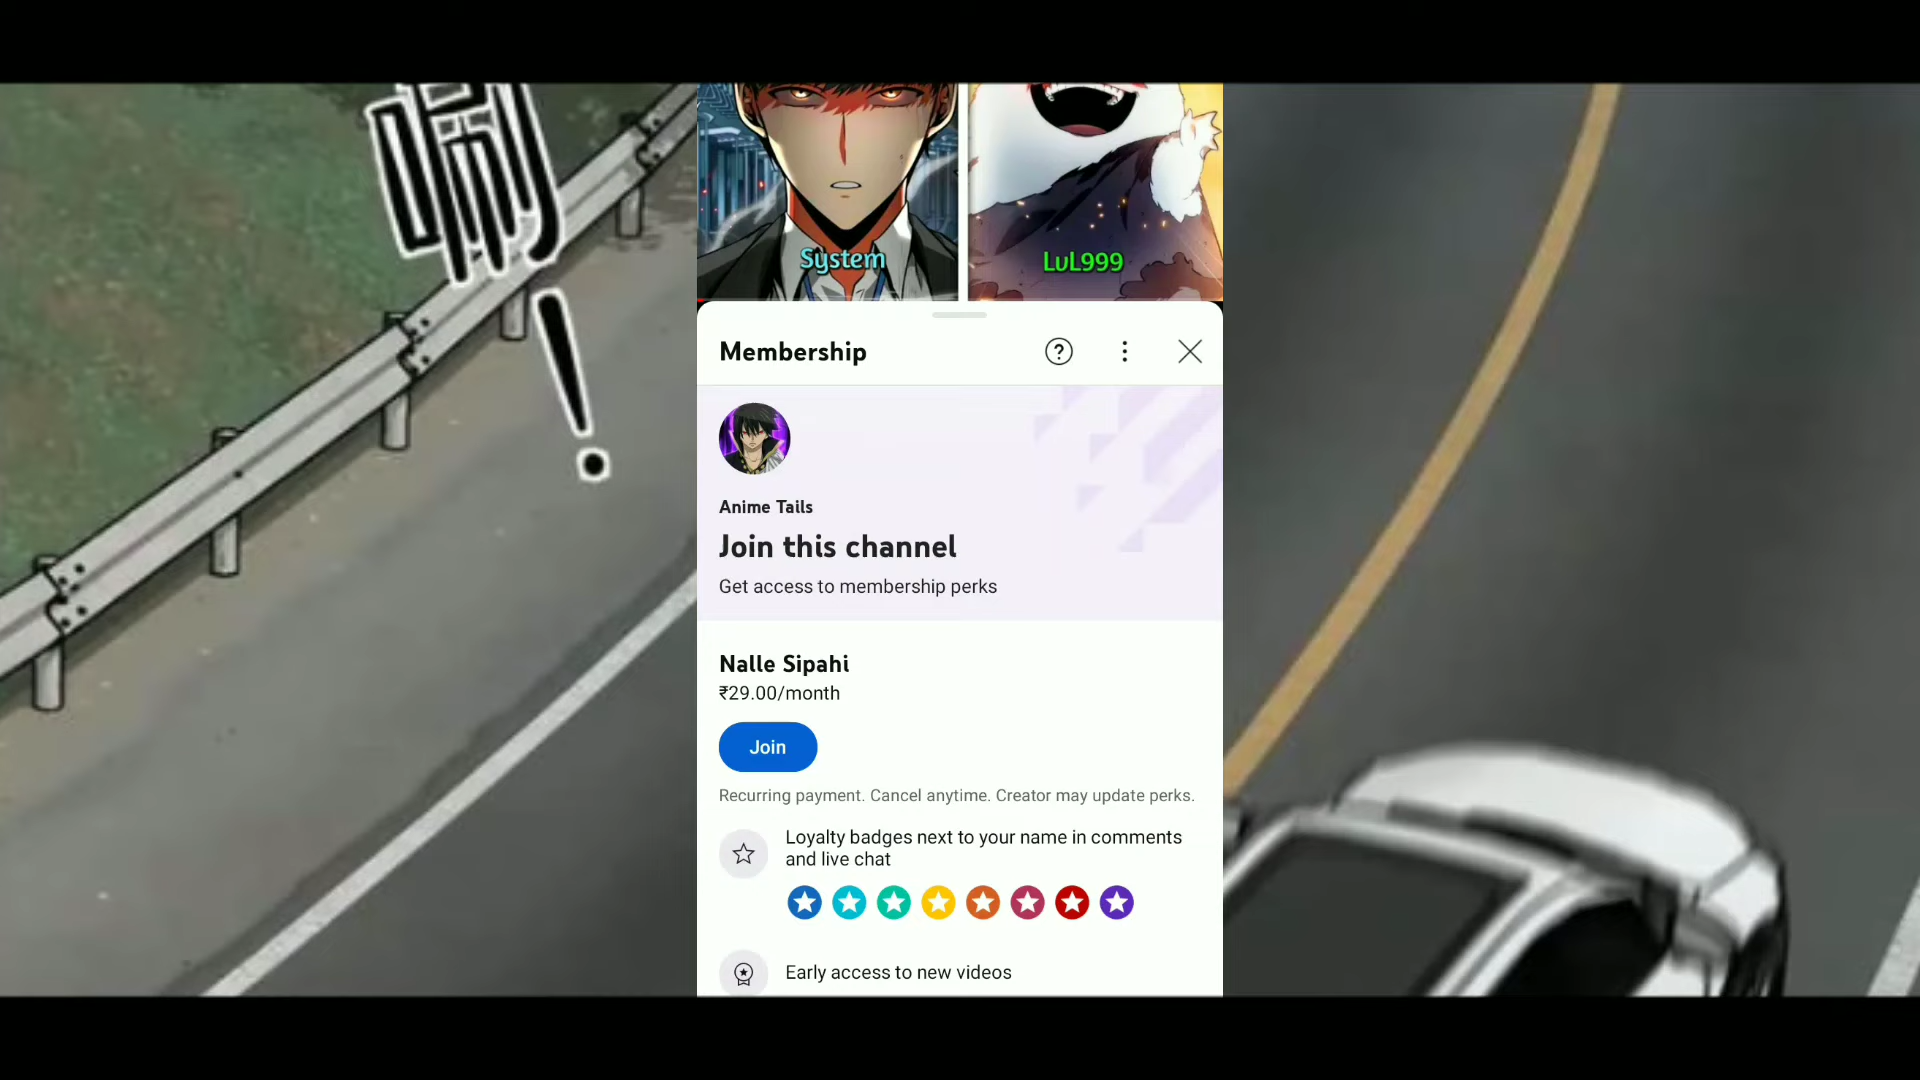 System
LuL999
Membership
Anime Tails
Join this channel
Get access to membership perks
Nalle Sipahi
₹29.00/month
Join
Recurring payment. Cancel anytime. Creator may update perks.
Loyalty badges next to your name in comments
and live chat
Early access to new videos